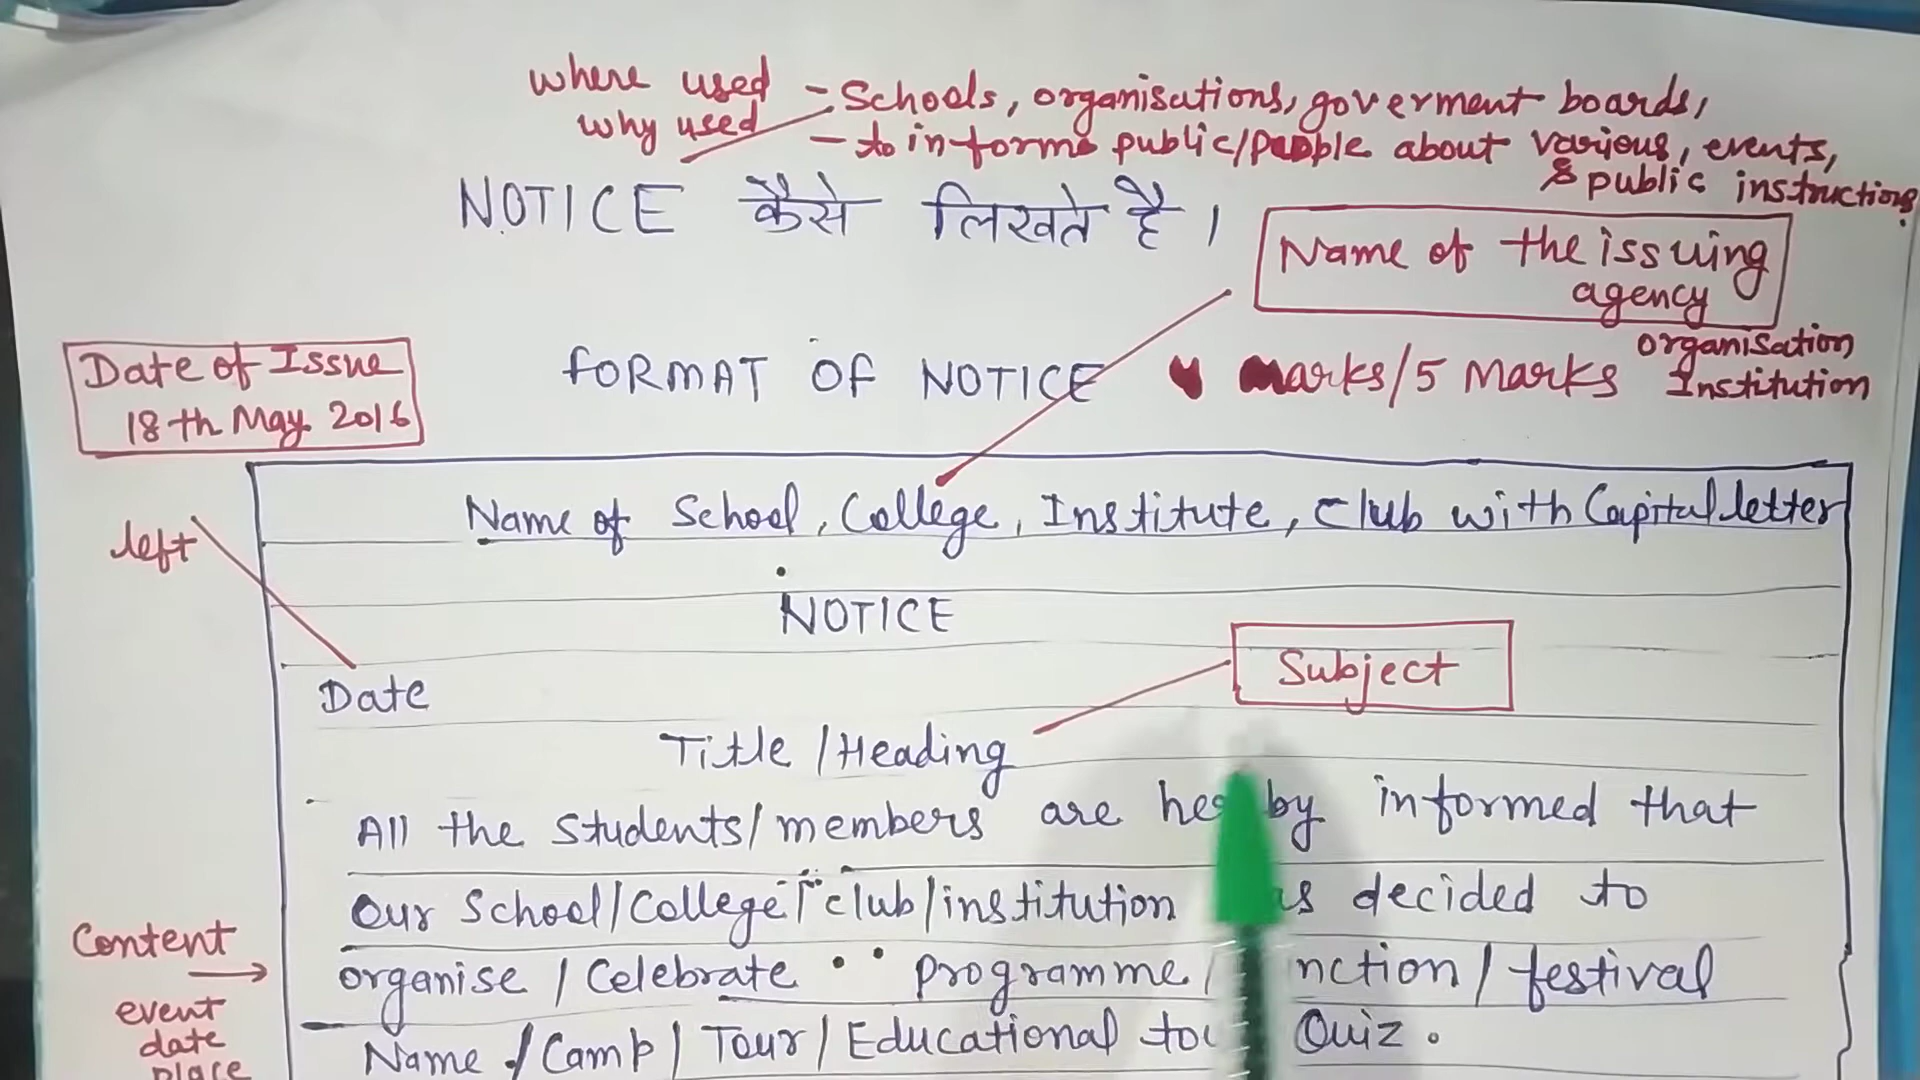 where used - Schools, organisations, goverment boards,
why used - to informs public/people about various, events,
& public instructions.
NOTICE कैसे लिखते है।
Name of the issuing
agency
organisation
Institution
Date of Issue
18th May 2016
FORMAT OF NOTICE marks/5 Marks
left
Name of School, College, Institute, Club with Capital letter
NOTICE
Date
Subject
Title /Heading
All the students/members are by informed that
Our School/College/club/institution decided to
Content
organise / Celebrate programme / festival
event
date
place
Name / Camp / Tour / Educational Quiz.